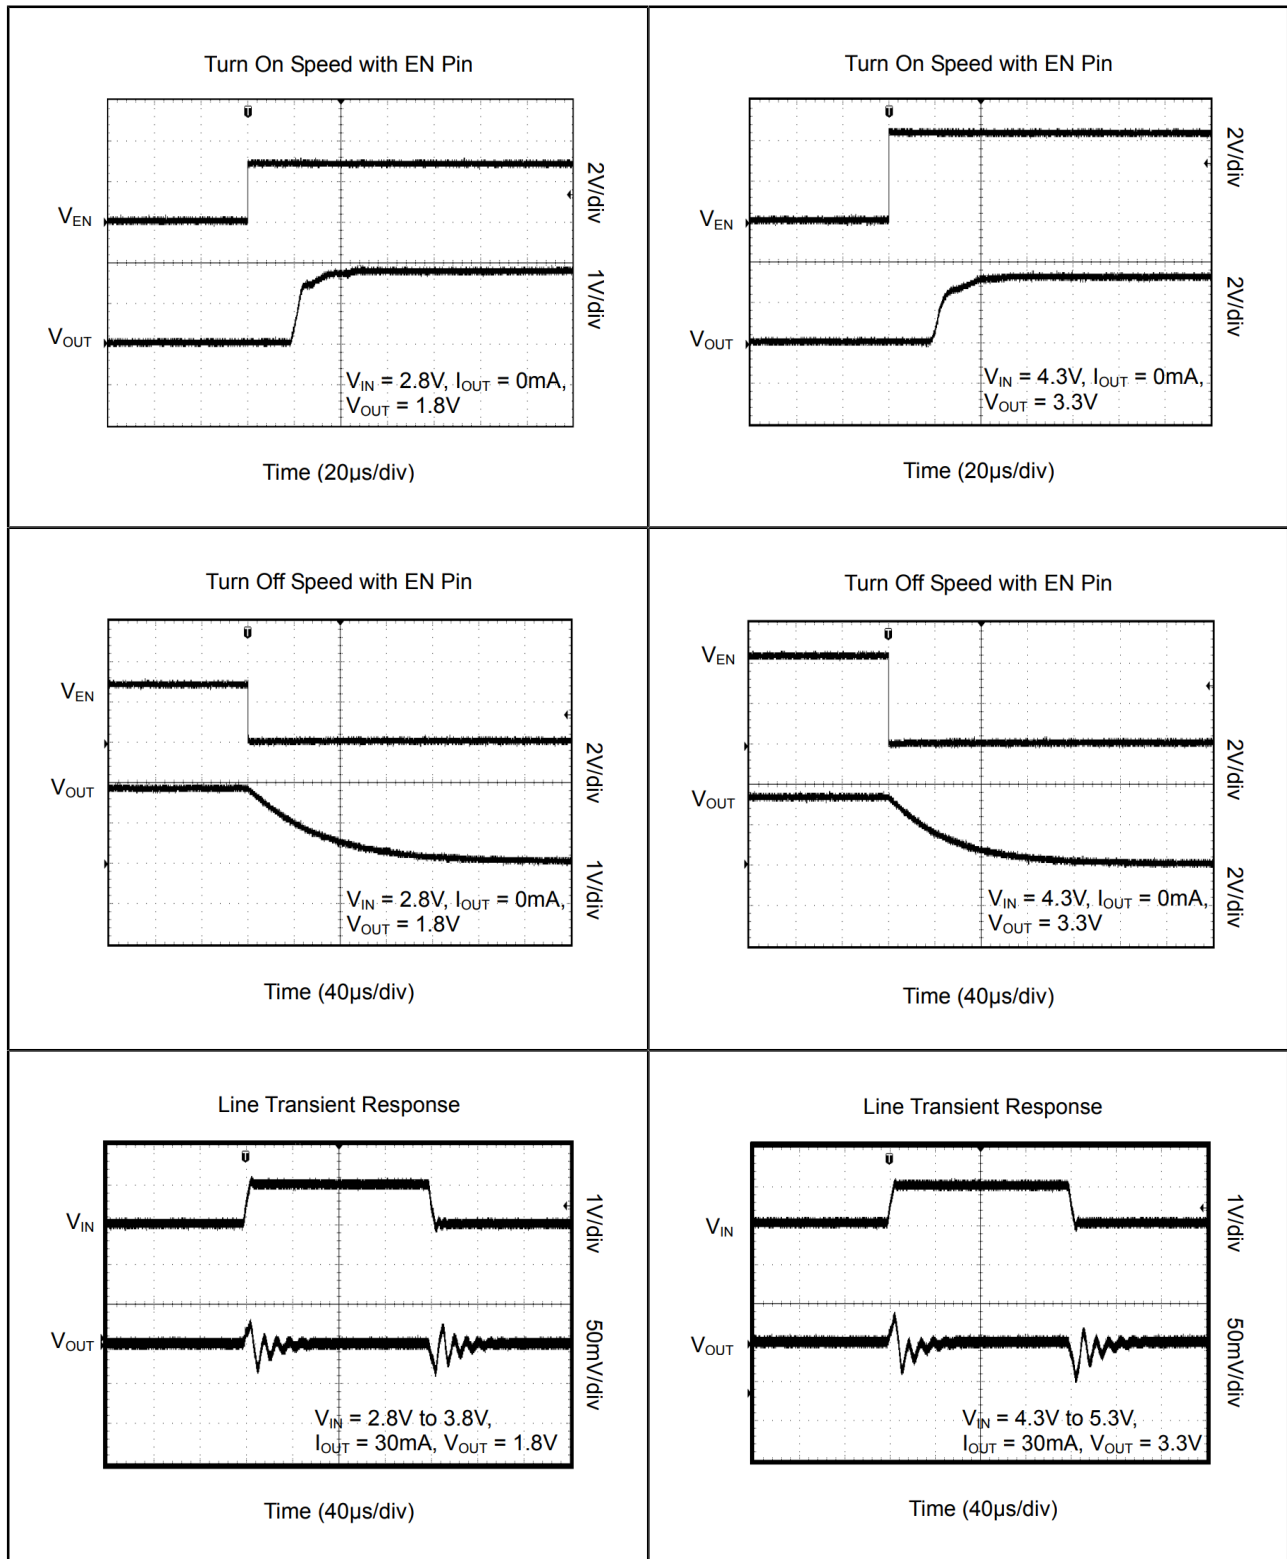 Turn On Speed with EN Pin
T
VEN
2V/div
VOUT
1V/div
VIN = 2.8V, IOUT = 0mA,
VOUT = 1.8V
Time (20µs/div)
Turn On Speed with EN Pin
T
VEN
2V/div
VOUT
2V/div
VIN = 4.3V, IOUT = 0mA,
VOUT = 3.3V
Time (20µs/div)
Turn Off Speed with EN Pin
T
VEN
2V/div
VOUT
1V/div
VIN = 2.8V, IOUT = 0mA,
VOUT = 1.8V
Time (40µs/div)
Turn Off Speed with EN Pin
T
VEN
2V/div
VOUT
2V/div
VIN = 4.3V, IOUT = 0mA,
VOUT = 3.3V
Time (40µs/div)
Line Transient Response
T
VIN
1V/div
VOUT
50mV/div
VIN = 2.8V to 3.8V,
IOUT = 30mA, VOUT = 1.8V
Time (40µs/div)
Line Transient Response
T
VIN
1V/div
VOUT
50mV/div
VIN = 4.3V to 5.3V,
IOUT = 30mA, VOUT = 3.3V
Time (40µs/div)